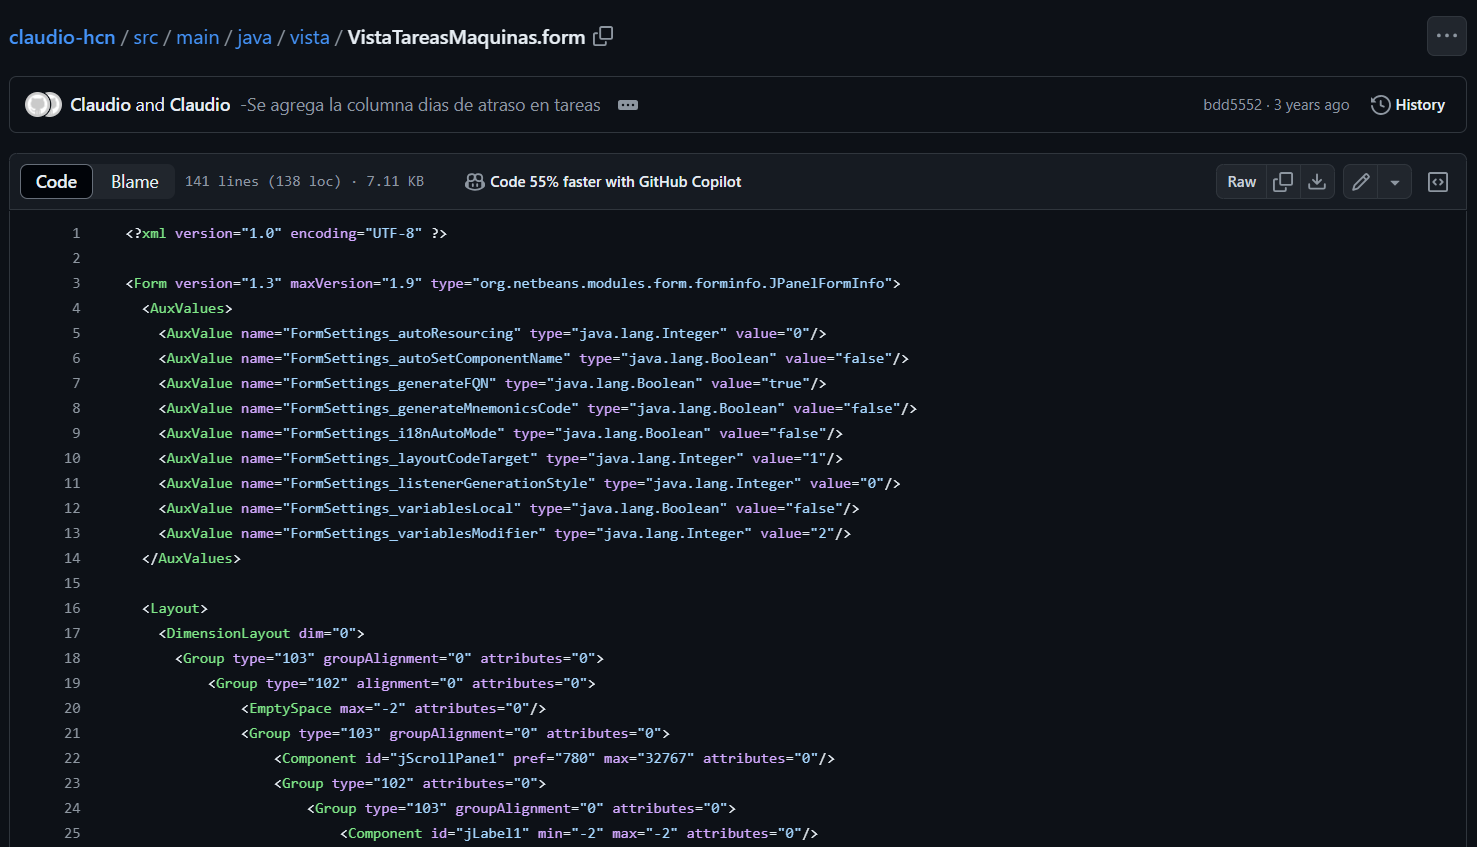 claudio-hcn / src / main / java / vista / VistaTareasMaquinas.form
Claudio and Claudio -Se agrega la columna dias de atraso en tareas bdd5552 · 3 years ago History
Code Blame 141 lines (138 loc) · 7.11 KB Code 55% faster with GitHub Copilot Raw
1 <?xml version="1.0" encoding="UTF-8" ?>
2
3 <Form version="1.3" maxVersion="1.9" type="org.netbeans.modules.form.forminfo.JPanelFormInfo">
4 <AuxValues>
5 <AuxValue name="FormSettings_autoResourcing" type="java.lang.Integer" value="0"/>
6 <AuxValue name="FormSettings_autoSetComponentName" type="java.lang.Boolean" value="false"/>
7 <AuxValue name="FormSettings_generateFQN" type="java.lang.Boolean" value="true"/>
8 <AuxValue name="FormSettings_generateMnemonicsCode" type="java.lang.Boolean" value="false"/>
9 <AuxValue name="FormSettings_i18nAutoMode" type="java.lang.Boolean" value="false"/>
10 <AuxValue name="FormSettings_layoutCodeTarget" type="java.lang.Integer" value="1"/>
11 <AuxValue name="FormSettings_listenerGenerationStyle" type="java.lang.Integer" value="0"/>
12 <AuxValue name="FormSettings_variablesLocal" type="java.lang.Boolean" value="false"/>
13 <AuxValue name="FormSettings_variablesModifier" type="java.lang.Integer" value="2"/>
14 </AuxValues>
15
16 <Layout>
17 <DimensionLayout dim="0">
18 <Group type="103" groupAlignment="0" attributes="0">
19 <Group type="102" alignment="0" attributes="0">
20 <EmptySpace max="-2" attributes="0"/>
21 <Group type="103" groupAlignment="0" attributes="0">
22 <Component id="jScrollPane1" pref="780" max="32767" attributes="0"/>
23 <Group type="102" attributes="0">
24 <Group type="103" groupAlignment="0" attributes="0">
25 <Component id="jLabel1" min="-2" max="-2" attributes="0"/>